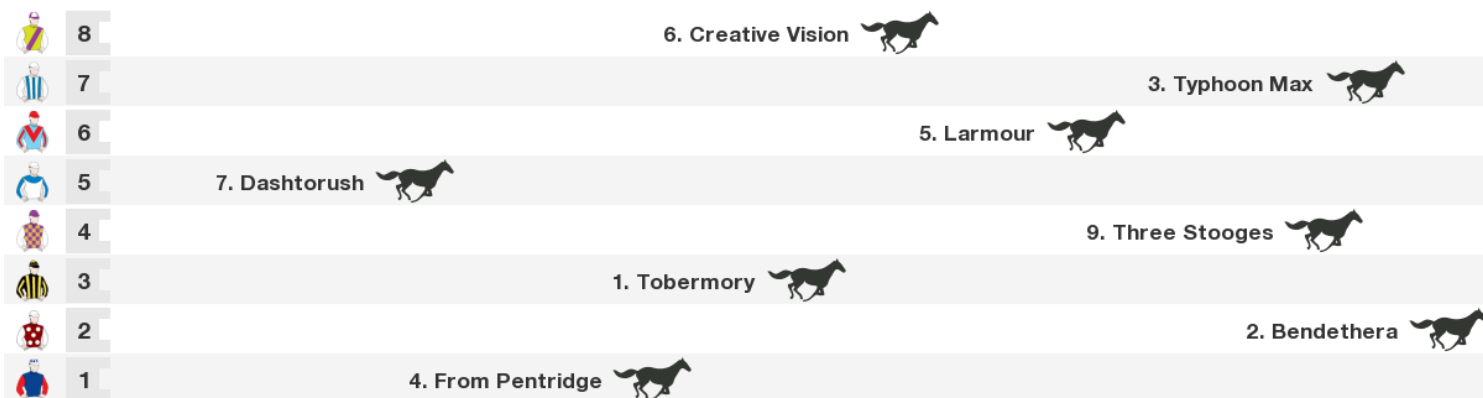 8 6. Creative Vision
7 3. Typhoon Max
6 5. Larmour
5 7. Dashtorush
4 9. Three Stooges
3 1. Tobermory
2 2. Bendethera
1 4. From Pentridge